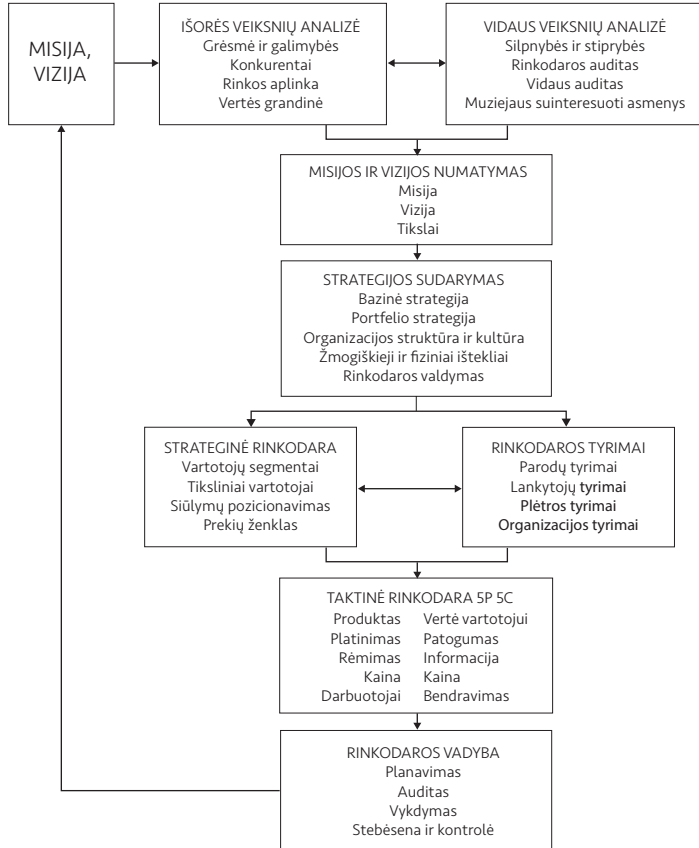 MISIJA,
VIZIJA
IŠORĖS VEIKSNIŲ ANALIZĖ
Grėsmė ir galimybės
Konkurentai
Rinkos aplinka
Vertės grandinė
VIDAUS VEIKSNIŲ ANALIZĖ
Silpnybės ir stiprybės
Rinkodaros auditas
Vidaus auditas
Muziejaus suinteresuoti asmenys
MISIJOS IR VIZIJOS NUMATYMAS
Misija
Vizija
Tikslai
STRATEGIJOS SUDARYMAS
Bazinė strategija
Portfelio strategija
Organizacijos struktūra ir kultūra
Žmogiškieji ir fiziniai ištekliai
Rinkodaros valdymas
STRATEGINĖ RINKODARA
Vartotojų segmentai
Tiksliniai vartotojai
Siūlymų pozicionavimas
Prekių ženklas
RINKODAROS TYRIMAI
Parodų tyrimai
Lankytojų tyrimai
Plėtros tyrimai
Organizacijos tyrimai
TAKTINĖ RINKODARA 5P 5C
Produktas Vertė vartotojui
Platinimas Patogumas
Rėmimas Informacija
Kaina Kaina
Darbuotojai Bendravimas
RINKODAROS VADYBA
Planavimas
Auditas
Vykdymas
Stebėsena ir kontrolė